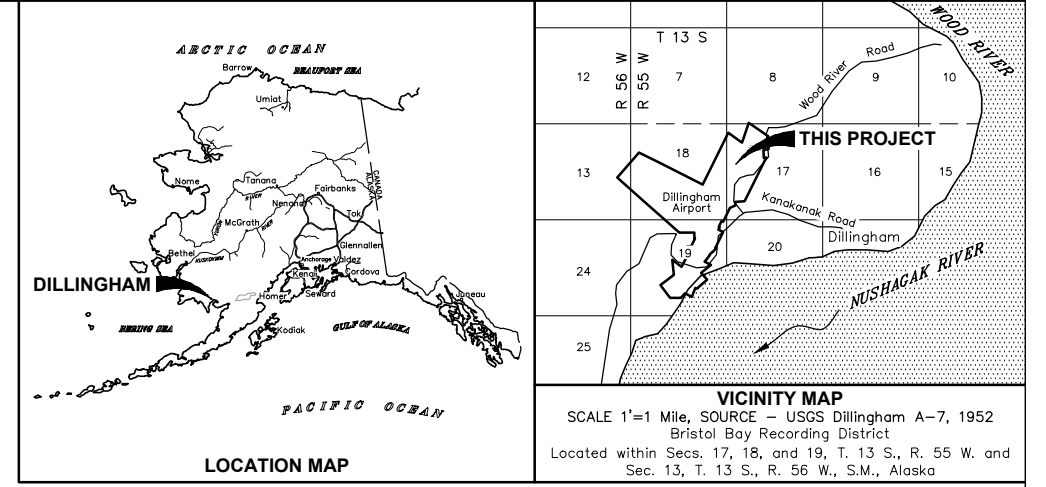 ARCTIC OCEAN
BEAUFORT SEA
Barrow
Umiat
Nome
Tanana
YUKON
RIVER
Fairbanks
Nenana
CANADA
ALASKA
Tok
McGrath
RIVER
KUSKOKWIM
Glennallen
Bethel
Anchorage
Valdez
Cordova
Kenai
DILLINGHAM
Homer
Seward
Juneau
BERING SEA
Kodiak
GULF OF ALASKA
PACIFIC OCEAN
LOCATION MAP
WOOD RIVER
T 13 S
R 56 W
R 55 W
12
7
8
9
10
Wood River Road
THIS PROJECT
13
18
17
16
15
Dillingham
Airport
Kanakanak Road
Dillingham
24
19
20
NUSHAGAK RIVER
25
VICINITY MAP
SCALE 1'=1 Mile, SOURCE – USGS Dillingham A-7, 1952
Bristol Bay Recording District
Located within Secs. 17, 18, and 19, T. 13 S., R. 55 W. and
Sec. 13, T. 13 S., R. 56 W., S.M., Alaska